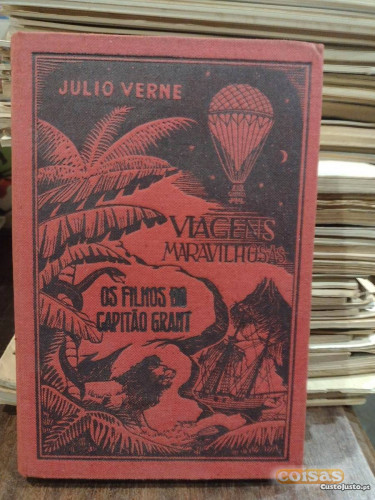 JULIO VERNE
VIAGENS
MARAVILHOSAS
OS FILHOS DO
CAPITÃO GRANT
coisas
CustoJusto.pt